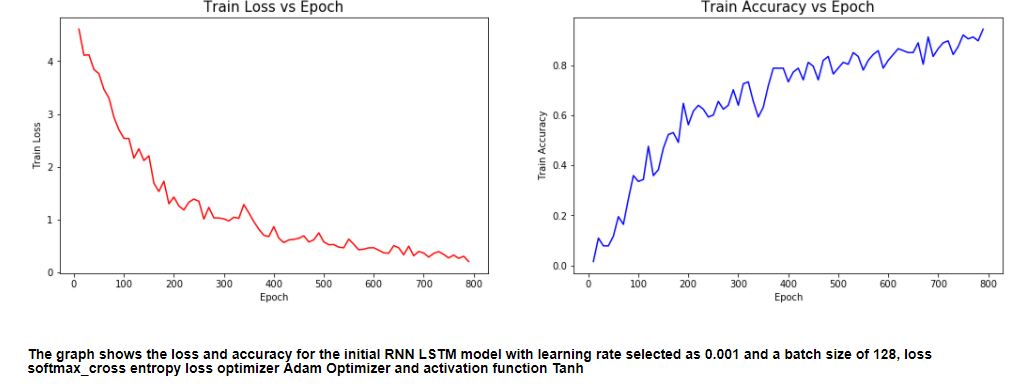 Train Loss vs Epoch
Train Loss
4
3
2
1
0
0 100 200 300 400 500 600 700 800
Epoch
Train Accuracy vs Epoch
Train Accuracy
0.8
0.6
0.4
0.2
0.0
0 100 200 300 400 500 600 700 800
Epoch
The graph shows the loss and accuracy for the initial RNN LSTM model with learning rate selected as 0.001 and a batch size of 128, loss
softmax_cross entropy loss optimizer Adam Optimizer and activation function Tanh